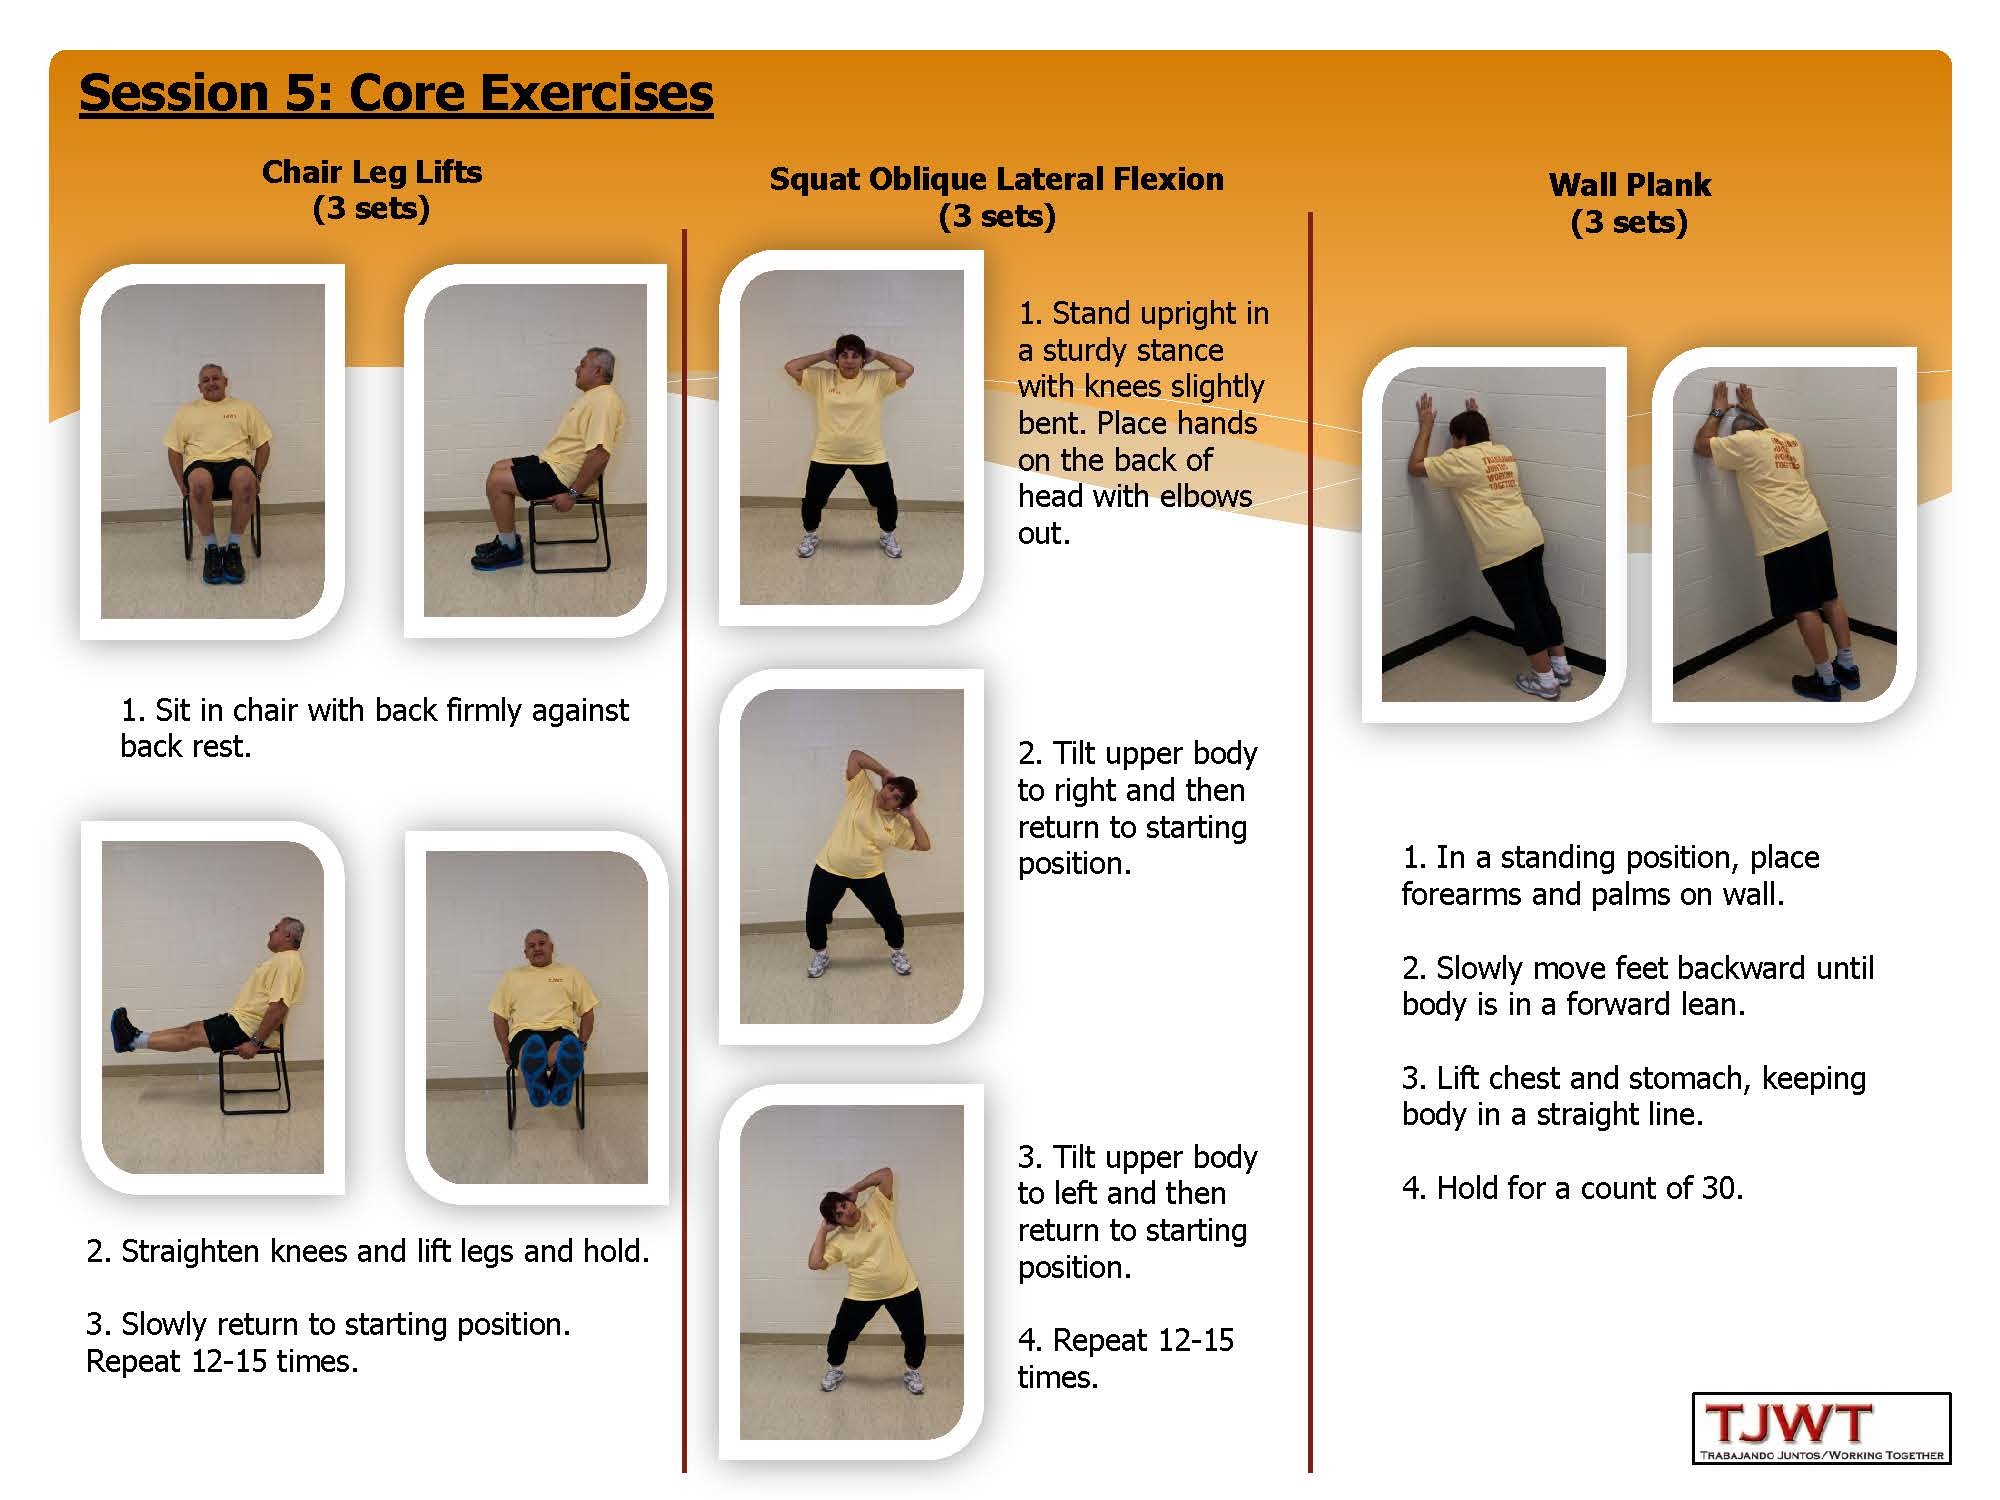 Session 5: Core Exercises
Chair Leg Lifts
(3 sets)
1. Sit in chair with back firmly against
back rest.
2. Straighten knees and lift legs and hold.
3. Slowly return to starting position.
Repeat 12-15 times.
Squat Oblique Lateral Flexion
(3 sets)
1. Stand upright in
a sturdy stance
with knees slightly
bent. Place hands
on the back of
head with elbows
out.
2. Tilt upper body
to right and then
return to starting
position.
3. Tilt upper body
to left and then
return to starting
position.
4. Repeat 12-15
times.
Wall Plank
(3 sets)
TRABAJANDO
JUNTOS
WORKING
TOGETHER
JUNTOS
WORKING
TOGETHER
1. In a standing position, place
forearms and palms on wall.
2. Slowly move feet backward until
body is in a forward lean.
3. Lift chest and stomach, keeping
body in a straight line.
4. Hold for a count of 30.
TJWT
TRABAJANDO JUNTOS/WORKING TOGETHER